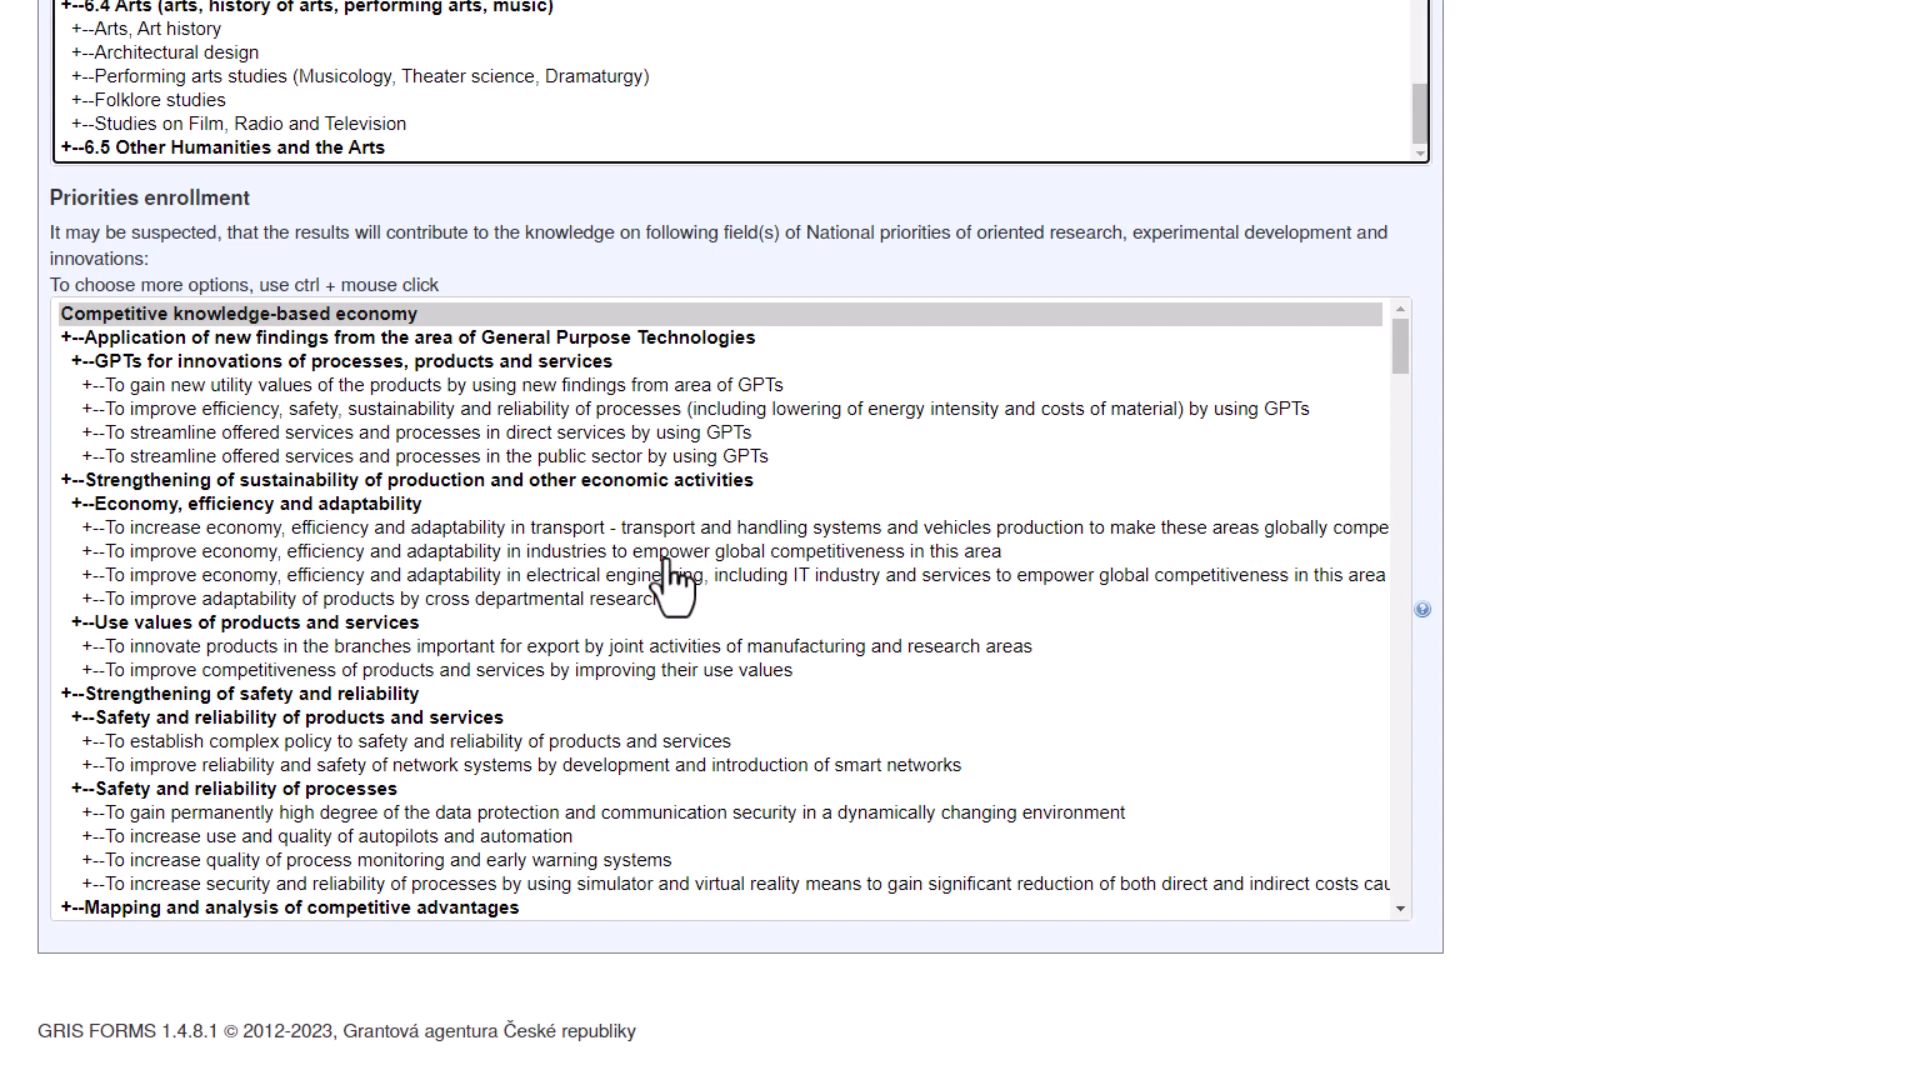 +--6.4 Arts (arts, history of arts, performing arts, music)
+--Arts, Art history
+--Architectural design
+--Performing arts studies (Musicology, Theater science, Dramaturgy)
+--Folklore studies
+--Studies on Film, Radio and Television
+--6.5 Other Humanities and the Arts
Priorities enrollment
It may be suspected, that the results will contribute to the knowledge on following field(s) of National priorities of oriented research, experimental development and
innovations:
To choose more options, use ctrl + mouse click
Competitive knowledge-based economy
+--Application of new findings from the area of General Purpose Technologies
+--GPTs for innovations of processes, products and services
+--To gain new utility values of the products by using new findings from area of GPTs
+--To improve efficiency, safety, sustainability and reliability of processes (including lowering of energy intensity and costs of material) by using GPTs
+--To streamline offered services and processes in direct services by using GPTs
+--To streamline offered services and processes in the public sector by using GPTs
+--Strengthening of sustainability of production and other economic activities
+--Economy, efficiency and adaptability
+--To increase economy, efficiency and adaptability in transport - transport and handling systems and vehicles production to make these areas globally compe
+--To improve economy, efficiency and adaptability in industries to empower global competitiveness in this area
+--To improve economy, efficiency and adaptability in electrical engineering, including IT industry and services to empower global competitiveness in this area
+--To improve adaptability of products by cross departmental research
+--Use values of products and services
+--To innovate products in the branches important for export by joint activities of manufacturing and research areas
+--To improve competitiveness of products and services by improving their use values
+--Strengthening of safety and reliability
+--Safety and reliability of products and services
+--To establish complex policy to safety and reliability of products and services
+--To improve reliability and safety of network systems by development and introduction of smart networks
+--Safety and reliability of processes
+--To gain permanently high degree of the data protection and communication security in a dynamically changing environment
+--To increase use and quality of autopilots and automation
+--To increase quality of process monitoring and early warning systems
+--To increase security and reliability of processes by using simulator and virtual reality means to gain significant reduction of both direct and indirect costs cau
+--Mapping and analysis of competitive advantages
GRIS FORMS 1.4.8.1 © 2012-2023, Grantová agentura České republiky